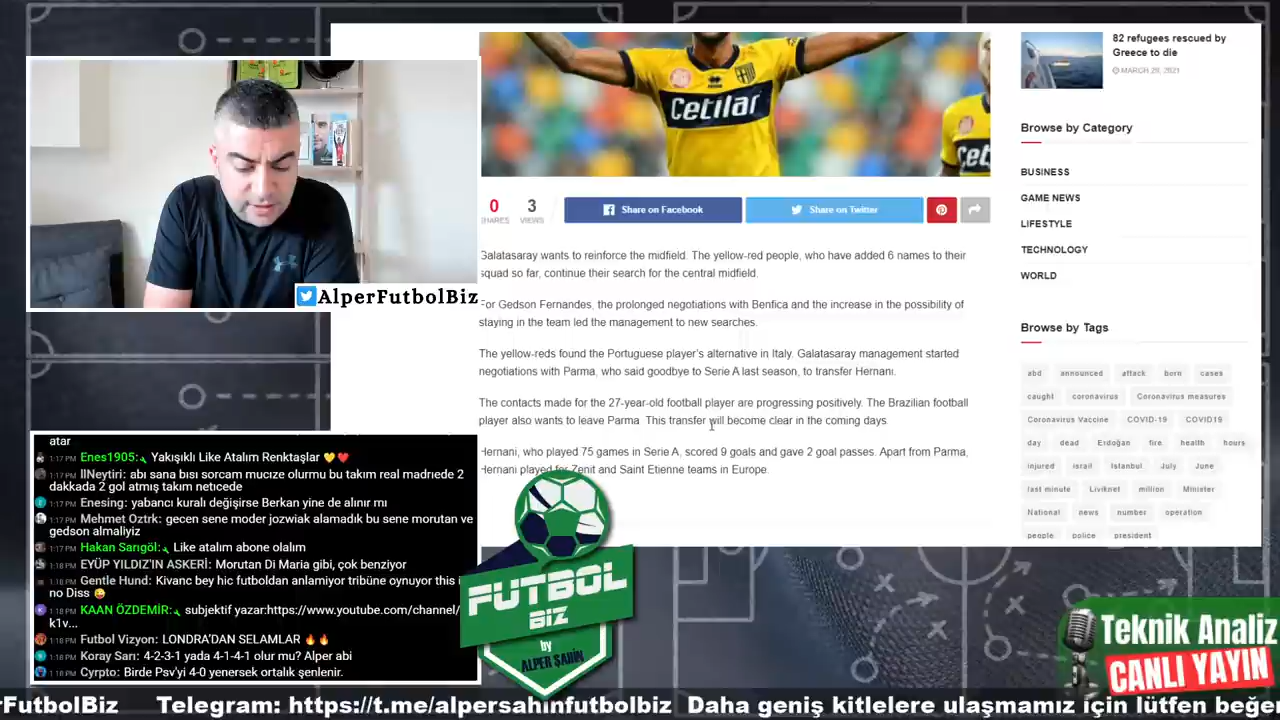 AlperFutbolBiz
atar
1:17 PM Enes1905: Yakışıklı Like Atalım Renktaşlar 💛❤️
1:17 PM IINeytiri: abı sana bısı sorcam mucıze olurmu bu takım real madrıede 2
dakkada 2 gol atmış takım netıcede
1:17 PM Enesing: yabancı kuralı değişirse Berkan yine de alınır mı
1:17 PM Mehmet Oztrk: gecen sene moder jozwiak alamadık bu sene morutan ve
gedson almaliyiz
1:17 PM Hakan Sarıgöl: Like atalım abone olalım
1:18 PM EYÜP YILDIZ'IN ASKERİ: Morutan Di Maria gibi, çok benziyor
1:18 PM Gentle Hund: Kivanc bey hic futboldan anlamiyor tribüne oynuyor this i
no Diss 😜
1:18 PM KAAN ÖZDEMİR: subjektif yazar:https://www.youtube.com/channel/
k1v...
1:18 PM Futbol Vizyon: LONDRA'DAN SELAMLAR 🔥🔥
1:18 PM Koray Sarı: 4-2-3-1 yada 4-1-4-1 olur mu? Alper abi
1:18 PM Cyrpto: Birde Psv'yi 4-0 yenersek ortalık şenlenir.
Cetilar
Cet
0
SHARES
3
VIEWS
Share on Facebook
Share on Twitter
Galatasaray wants to reinforce the midfield. The yellow-red people, who have added 6 names to their
squad so far, continue their search for the central midfield.
For Gedson Fernandes, the prolonged negotiations with Benfica and the increase in the possibility of
staying in the team led the management to new searches.
The yellow-reds found the Portuguese player's alternative in Italy. Galatasaray management started
negotiations with Parma, who said goodbye to Serie A last season, to transfer Hernani.
The contacts made for the 27-year-old football player are progressing positively. The Brazilian football
player also wants to leave Parma. This transfer will become clear in the coming days
Hernani, who played 75 games in Serie A, scored 9 goals and gave 2 goal passes. Apart from Parma,
Hernani played for Zenit and Saint Etienne teams in Europe.
82 refugees rescued by
Greece to die
MARCH 29, 2021
Browse by Category
BUSINESS
GAME NEWS
LIFESTYLE
TECHNOLOGY
WORLD
Browse by Tags
abd announced attack born cases
caught coronavirus Coronavirus measures
Coronavirus Vaccine COVID-19 COVID19
day dead Erdoğan fire health hours
injured israil Istanbul July June
last minute Liviknet million Minister
National news number operation
people police president
FUTBOL
BIZ
by
ALPER ŞAHİN
Teknik Analiz
CANLI YAYIN
rFutbolBiz Telegram: https://t.me/alpersahinfutbolbiz Daha geniş kitlelere ulaşmamız için lütfen beğe